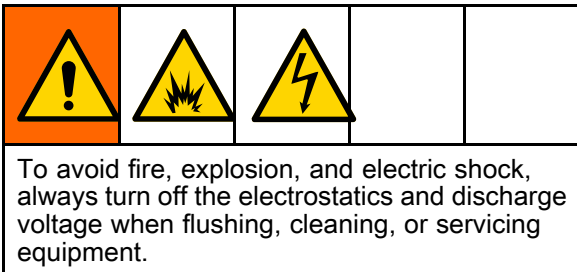 To avoid fire, explosion, and electric shock,
always turn off the electrostatics and discharge
voltage when flushing, cleaning, or servicing
equipment.